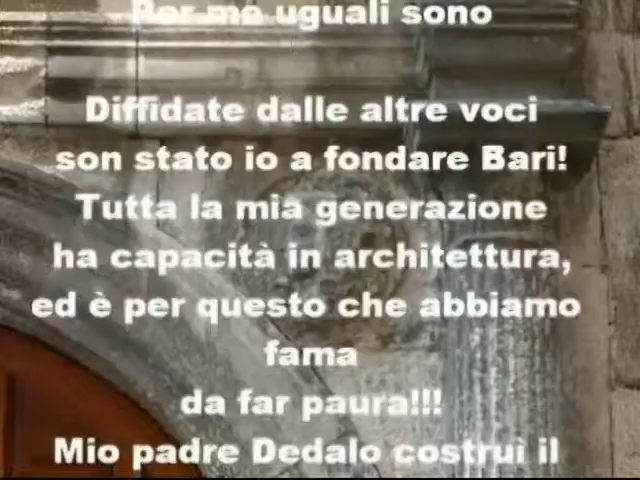 Per me uguali sono
Diffidate dalle altre voci
son stato io a fondare Bari!
Tutta la mia generazione
ha capacità in architettura,
ed è per questo che abbiamo
fama
da far paura!!!
Mio padre Dedalo costruì il